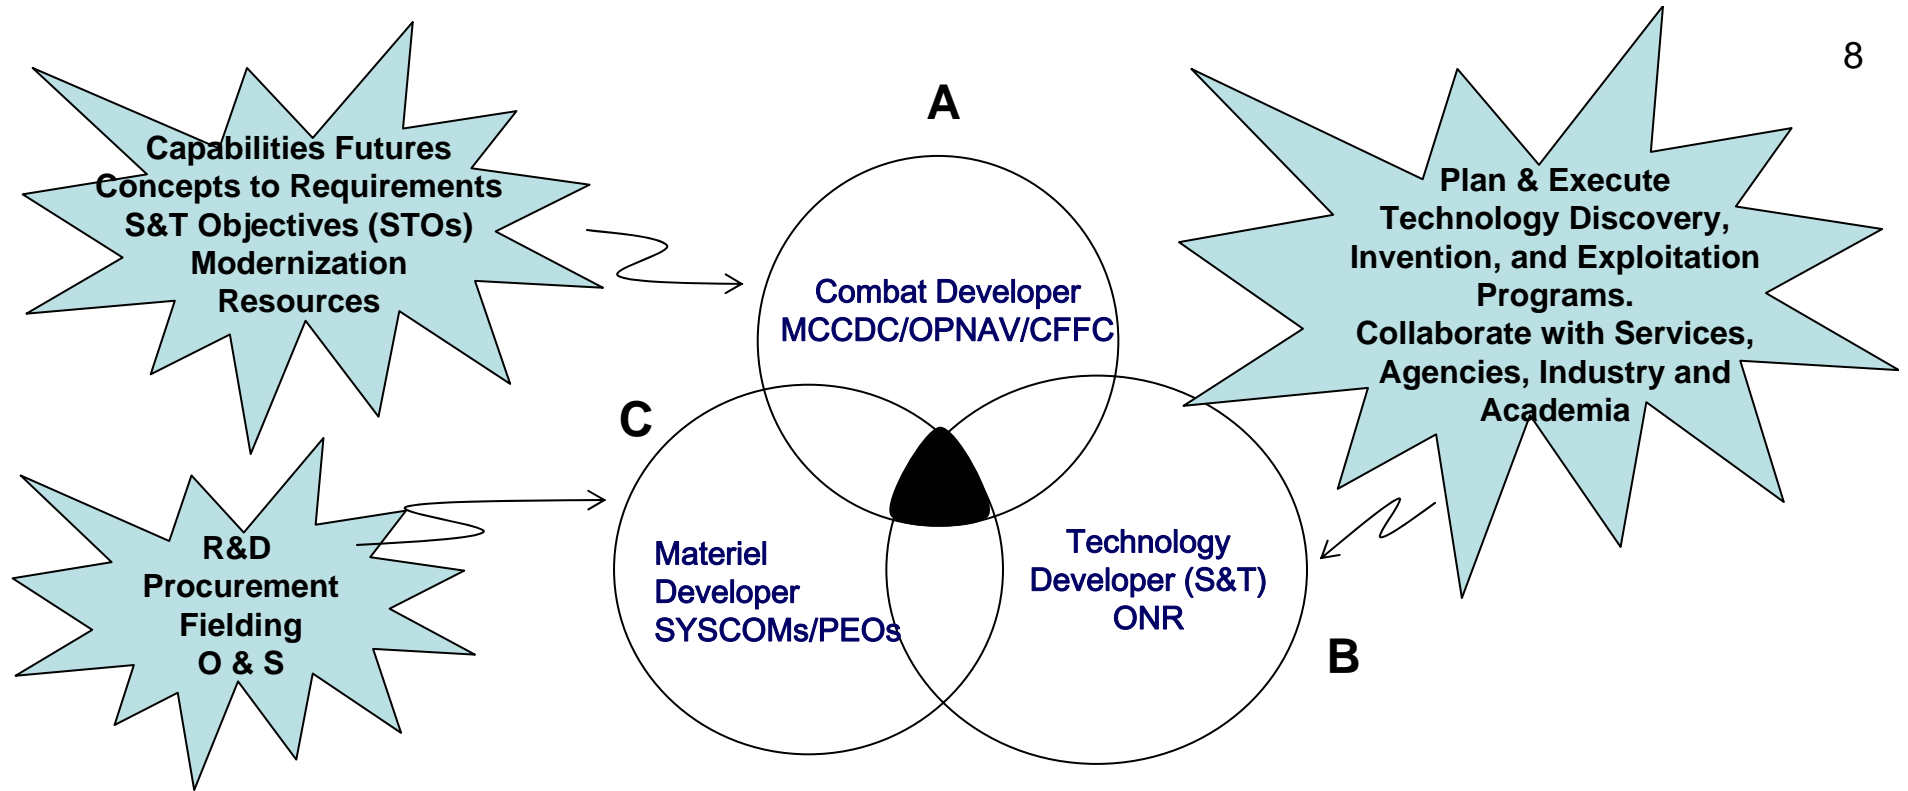 8
A
Capabilities Futures
Concepts to Requirements
S&T Objectives (STOs)
Modernization
Resources
Plan & Execute
Technology Discovery,
Invention, and Exploitation
Programs.
Collaborate with Services,
Agencies, Industry and
Academia
Combat Developer
MCCDC/OPNAV/CFFC
C
R&D
Procurement
Fielding
O & S
Materiel
Developer
SYSCOMs/PEOs
Technology
Developer (S&T)
ONR
B